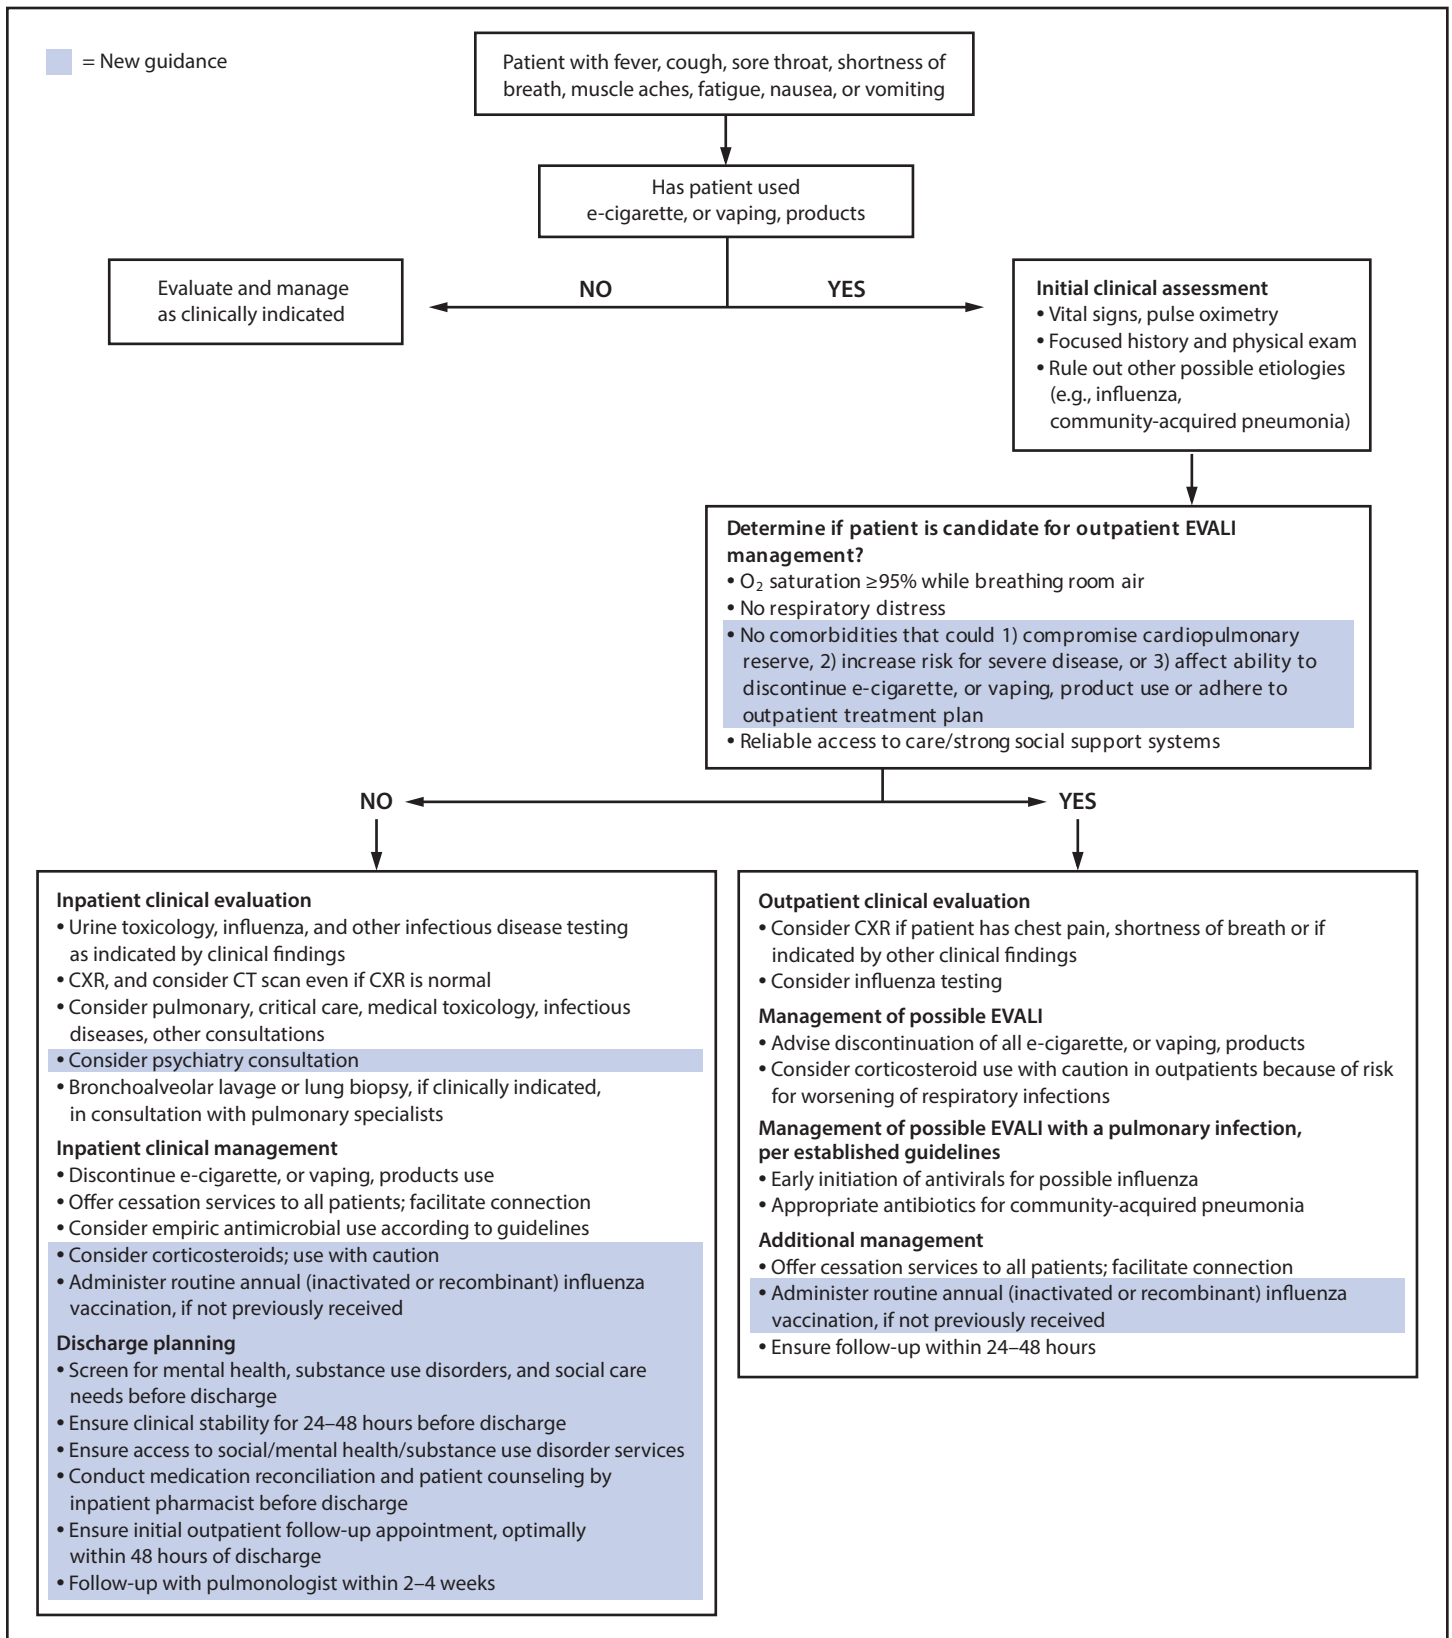 = New guidance
Patient with fever, cough, sore throat, shortness of
breath, muscle aches, fatigue, nausea, or vomiting
Has patient used
e-cigarette, or vaping, products
Evaluate and manage
as clinically indicated
NO
YES
Initial clinical assessment
• Vital signs, pulse oximetry
• Focused history and physical exam
• Rule out other possible etiologies
(e.g., influenza,
community-acquired pneumonia)
Determine if patient is candidate for outpatient EVALI
management?
• O₂ saturation ≥95% while breathing room air
• No respiratory distress
• No comorbidities that could 1) compromise cardiopulmonary
reserve, 2) increase risk for severe disease, or 3) affect ability to
discontinue e-cigarette, or vaping, product use or adhere to
outpatient treatment plan
• Reliable access to care/strong social support systems
NO
YES
Inpatient clinical evaluation
• Urine toxicology, influenza, and other infectious disease testing
as indicated by clinical findings
• CXR, and consider CT scan even if CXR is normal
• Consider pulmonary, critical care, medical toxicology, infectious
diseases, other consultations
• Consider psychiatry consultation
• Bronchoalveolar lavage or lung biopsy, if clinically indicated,
in consultation with pulmonary specialists
Inpatient clinical management
• Discontinue e-cigarette, or vaping, products use
• Offer cessation services to all patients; facilitate connection
• Consider empiric antimicrobial use according to guidelines
• Consider corticosteroids; use with caution
• Administer routine annual (inactivated or recombinant) influenza
vaccination, if not previously received
Discharge planning
• Screen for mental health, substance use disorders, and social care
needs before discharge
• Ensure clinical stability for 24–48 hours before discharge
• Ensure access to social/mental health/substance use disorder services
• Conduct medication reconciliation and patient counseling by
inpatient pharmacist before discharge
• Ensure initial outpatient follow-up appointment, optimally
within 48 hours of discharge
• Follow-up with pulmonologist within 2–4 weeks
Outpatient clinical evaluation
• Consider CXR if patient has chest pain, shortness of breath or if
indicated by other clinical findings
• Consider influenza testing
Management of possible EVALI
• Advise discontinuation of all e-cigarette, or vaping, products
• Consider corticosteroid use with caution in outpatients because of risk
for worsening of respiratory infections
Management of possible EVALI with a pulmonary infection,
per established guidelines
• Early initiation of antivirals for possible influenza
• Appropriate antibiotics for community-acquired pneumonia
Additional management
• Offer cessation services to all patients; facilitate connection
• Administer routine annual (inactivated or recombinant) influenza
vaccination, if not previously received
• Ensure follow-up within 24–48 hours